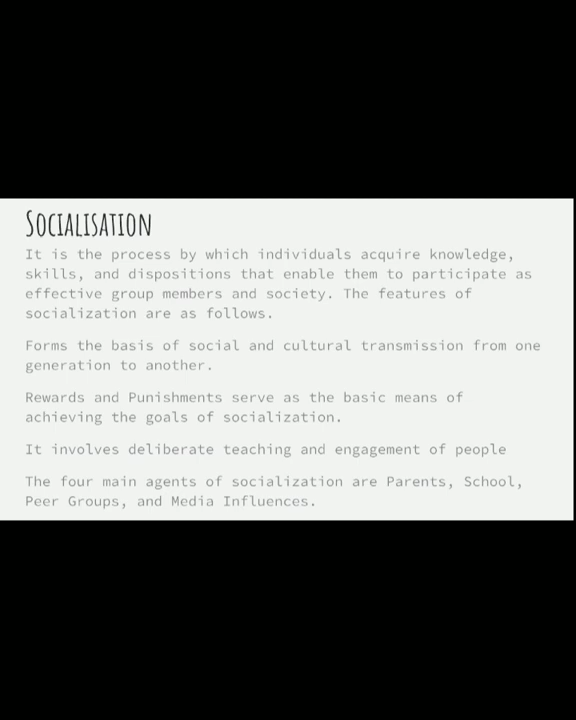 SOCIALISATION
It is the process by which individuals acquire knowledge,
skills, and dispositions that enable them to participate as
effective group members and society. The features of
socialization are as follows.
Forms the basis of social and cultural transmission from one
generation to another.
Rewards and Punishments serve as the basic means of
achieving the goals of socialization.
It involves deliberate teaching and engagement of people
The four main agents of socialization are Parents, School,
Peer Groups, and Media Influences.